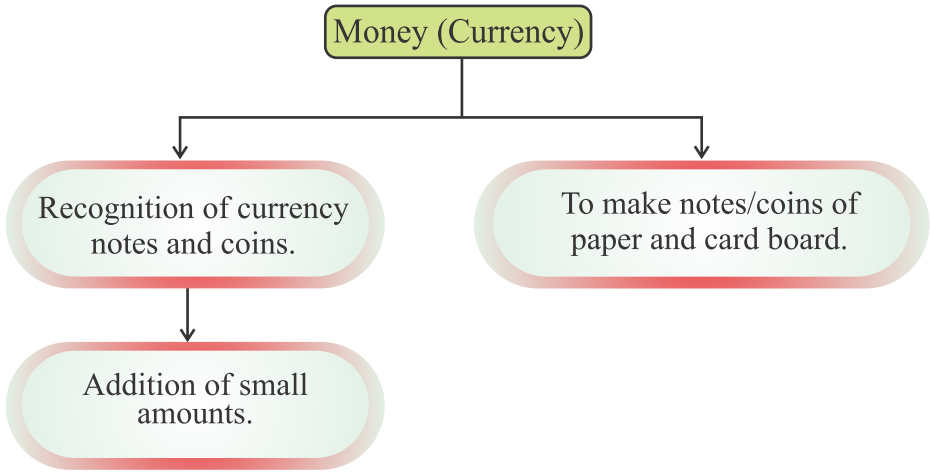 Money (Currency)
Recognition of currency
notes and coins.
To make notes/coins of
paper and card board.
Addition of small
amounts.